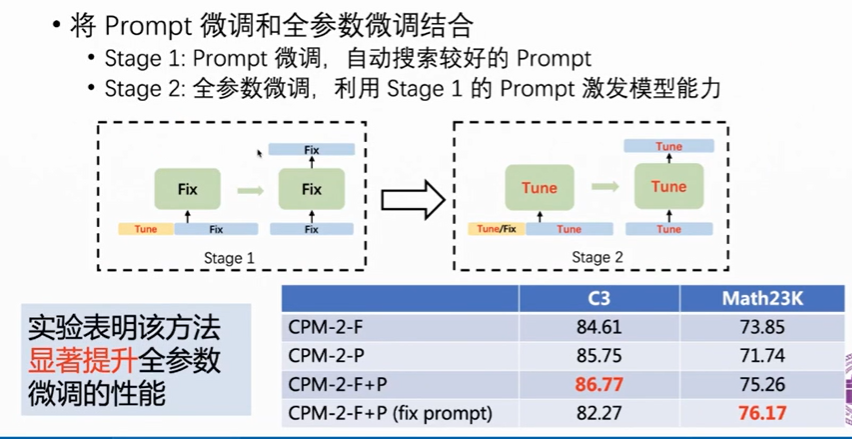 • 将 Prompt 微调和全参数微调结合
• Stage 1: Prompt 微调，自动搜索较好的 Prompt
• Stage 2: 全参数微调，利用 Stage 1 的 Prompt 激发模型能力
Fix
Fix Fix
Tune Fix Fix
Stage 1
Tune
Tune Tune
Tune/Fix Tune Tune
Stage 2
实验表明该方法
显著提升全参数
微调的性能
C3 Math23K
CPM-2-F 84.61 73.85
CPM-2-P 85.75 71.74
CPM-2-F+P 86.77 75.26
CPM-2-F+P (fix prompt) 82.27 76.17